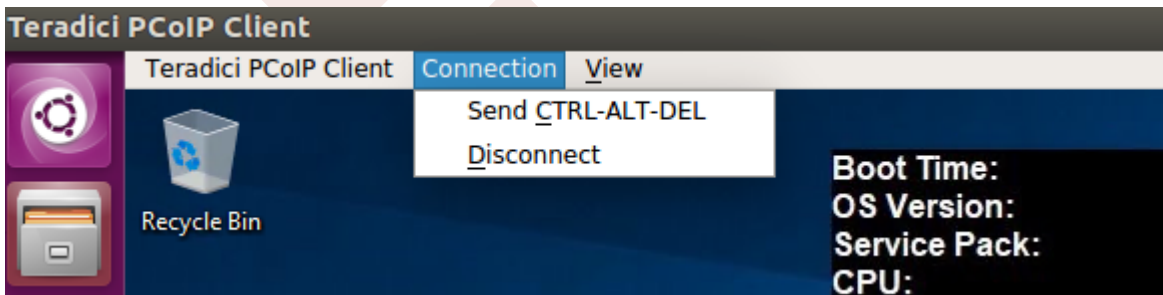 Teradici PCoIP Client
Teradici PCoIP Client Connection View
Send CTRL-ALT-DEL
Disconnect
Recycle Bin
Boot Time:
OS Version:
Service Pack:
CPU: